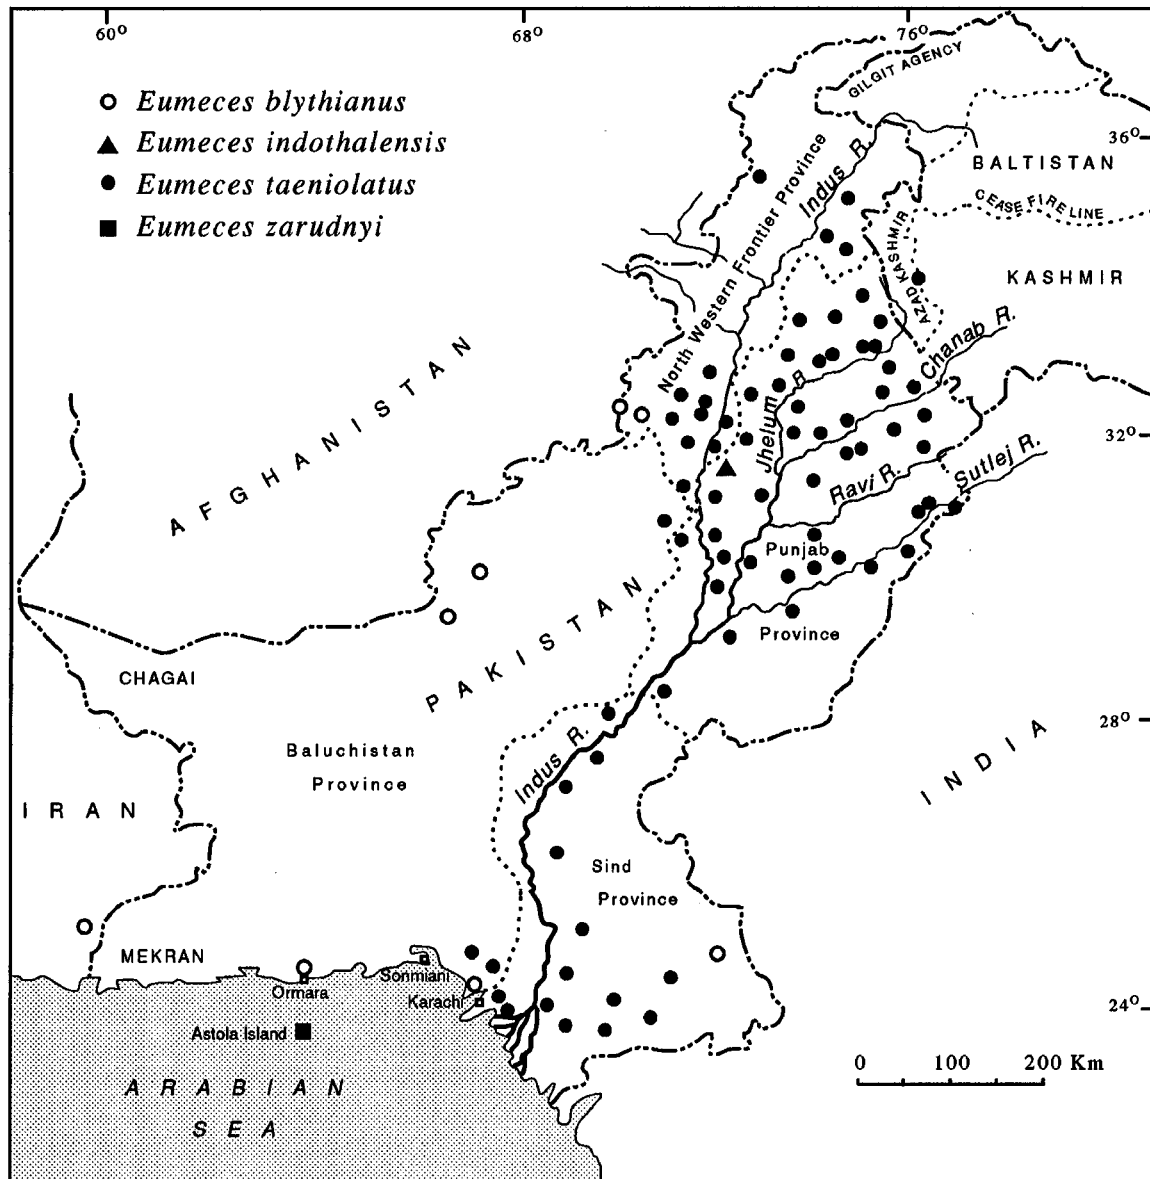 60°
68°
76°
Eumeces blythianus
Eumeces indothalensis
Eumeces taeniolatus
Eumeces zarudnyi
GILGIT AGENCY
36°
BALTISTAN
CEASE FIRE LINE
North Western Frontier Province
Indus R.
AZAD KASHMIR
KASHMIR
Chanab R.
AFGHANISTAN
Jhelum R.
32°
Ravi R.
Sutlej R.
Punjab
Province
PAKISTAN
CHAGAI
28°
Indus R.
INDIA
Baluchistan
Province
IRAN
Sind
Province
MEKRAN
Sonmiani
Ormara
Karachi
24°
Astola Island
0 100 200 Km
ARABIAN
SEA